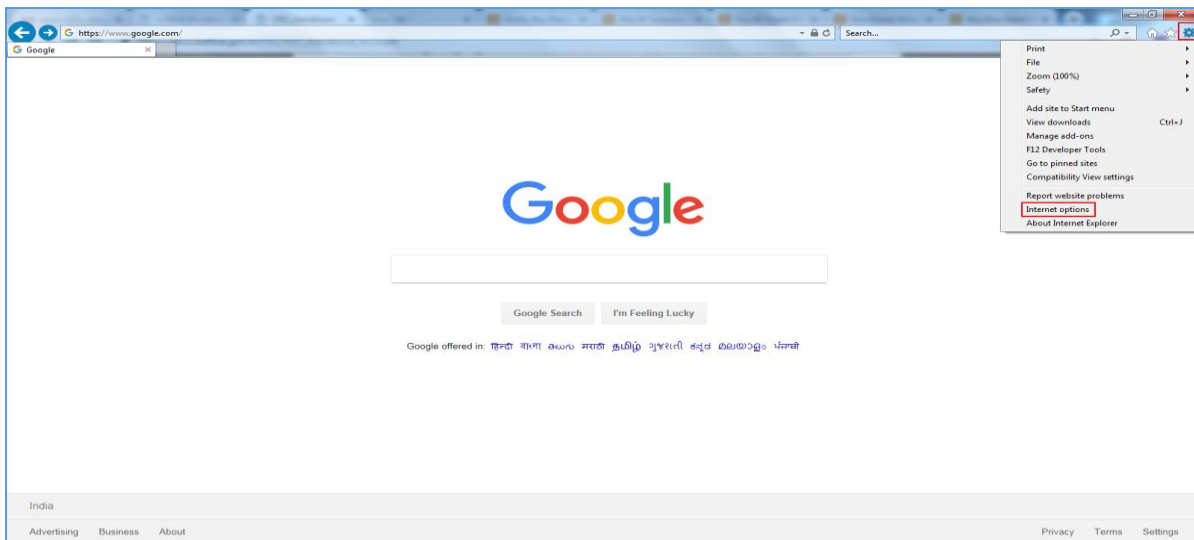 https://www.google.com/
Search...
Google
Print
File
Zoom (100%)
Safety
Add site to Start menu
View downloads Ctrl+J
Manage add-ons
F12 Developer Tools
Go to pinned sites
Compatibility View settings
Report website problems
Internet options
About Internet Explorer
Google
Google Search I'm Feeling Lucky
Google offered in: हिन्दी বাংলা తెలుగు मराठी தமிழ் ગુજરાતી ಕನ್ನಡ മലയാളം ਪੰਜਾਬੀ
India
Advertising Business About Privacy Terms Settings